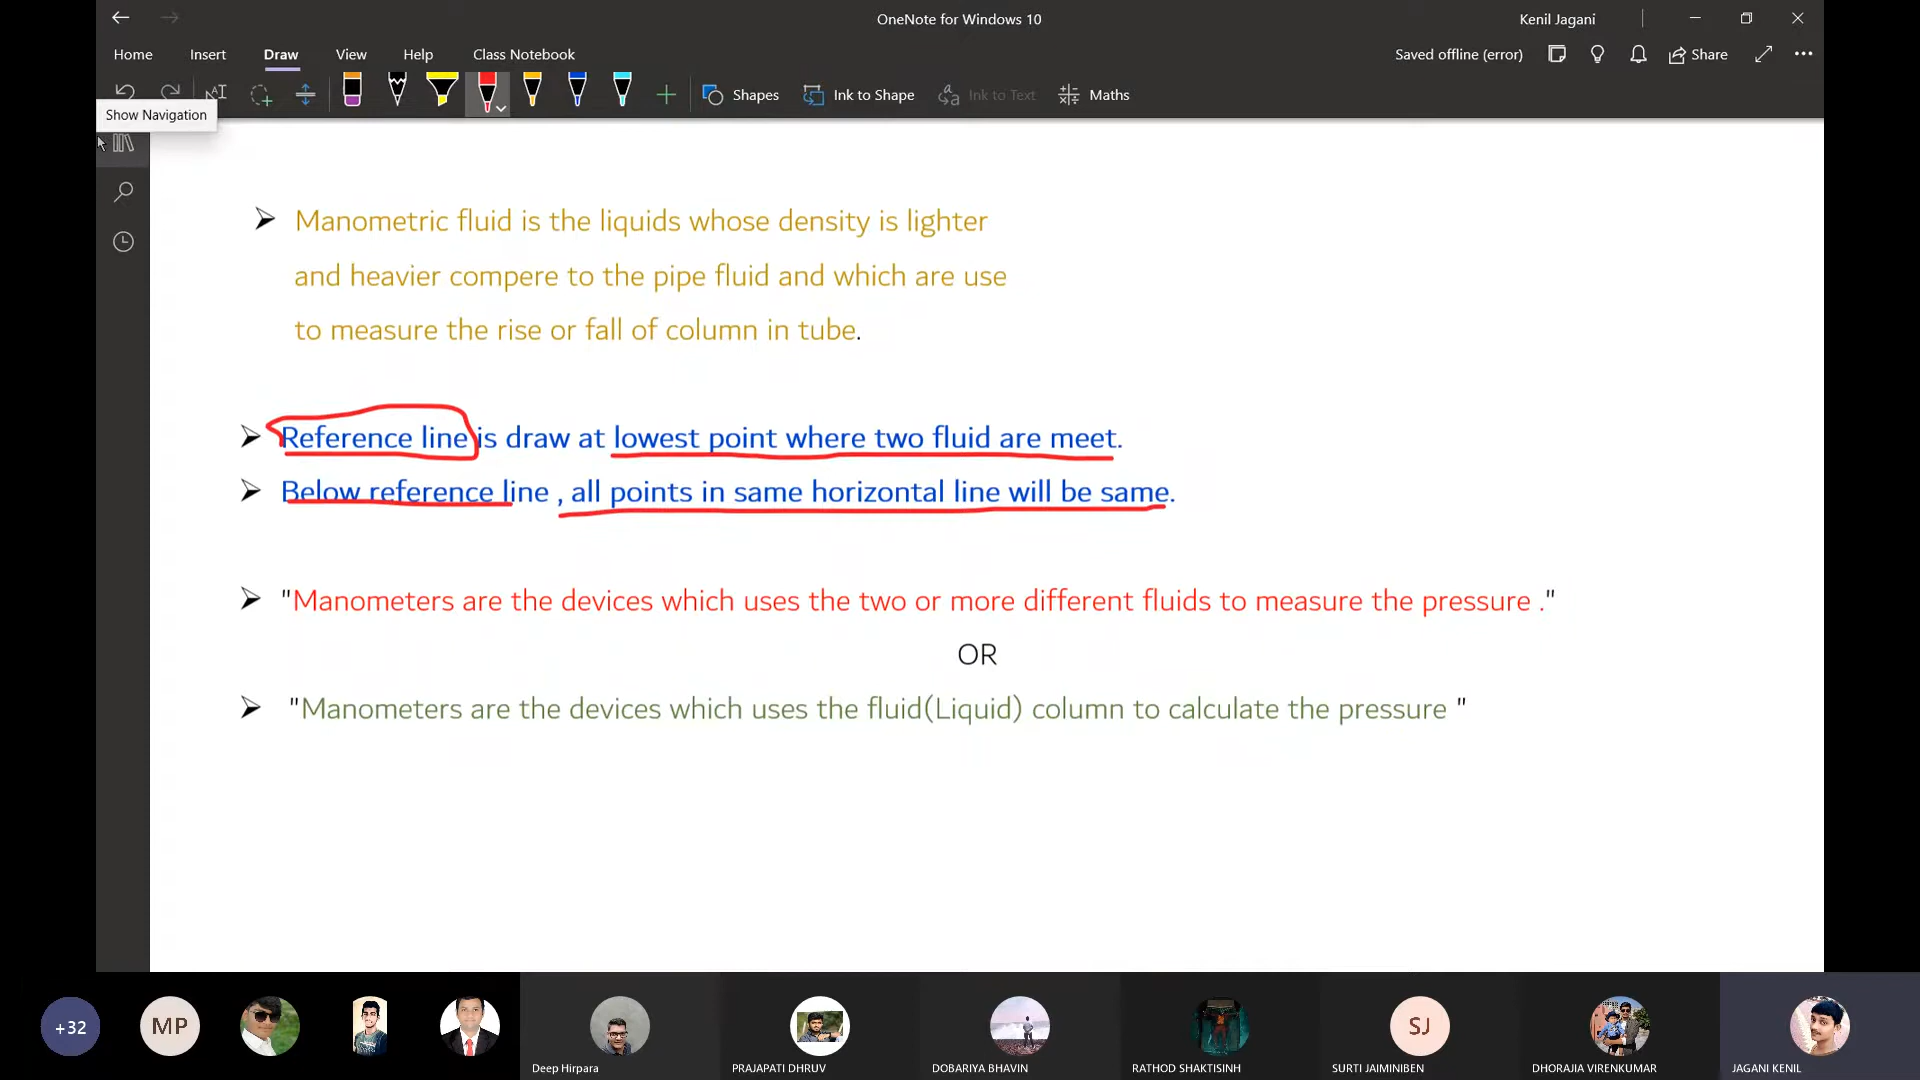 OneNote for Windows 10
Kenil Jagani
Home Insert Draw View Help Class Notebook
Saved offline (error) Share
Shapes Ink to Shape Ink to Text Maths
Show Navigation
Manometric fluid is the liquids whose density is lighter
and heavier compere to the pipe fluid and which are use
to measure the rise or fall of column in tube.
Reference line is draw at lowest point where two fluid are meet.
Below reference line , all points in same horizontal line will be same.
"Manometers are the devices which uses the two or more different fluids to measure the pressure ."
OR
"Manometers are the devices which uses the fluid(Liquid) column to calculate the pressure "
+32 MP SJ
Deep Hirpara PRAJAPATI DHRUV DOBARIYA BHAVIN RATHOD SHAKTISINH SURTI JAIMINIBEN DHORAJIA VIRENKUMAR JAGANI KENIL